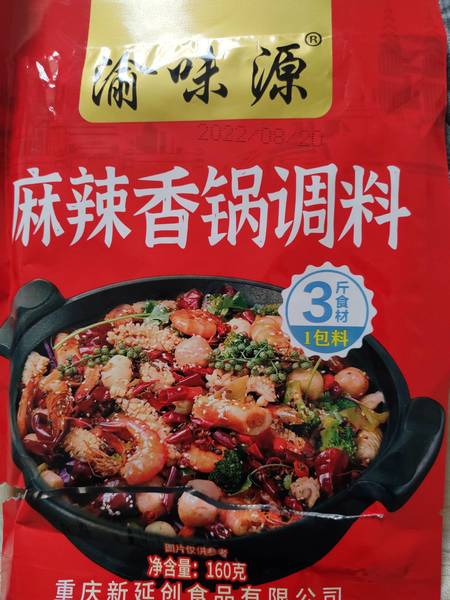 渝味源®
2022/08/20
麻辣香锅调料
3斤食材
1包料
图片仅供参考
净含量：160克
重庆新延创食品有限公司